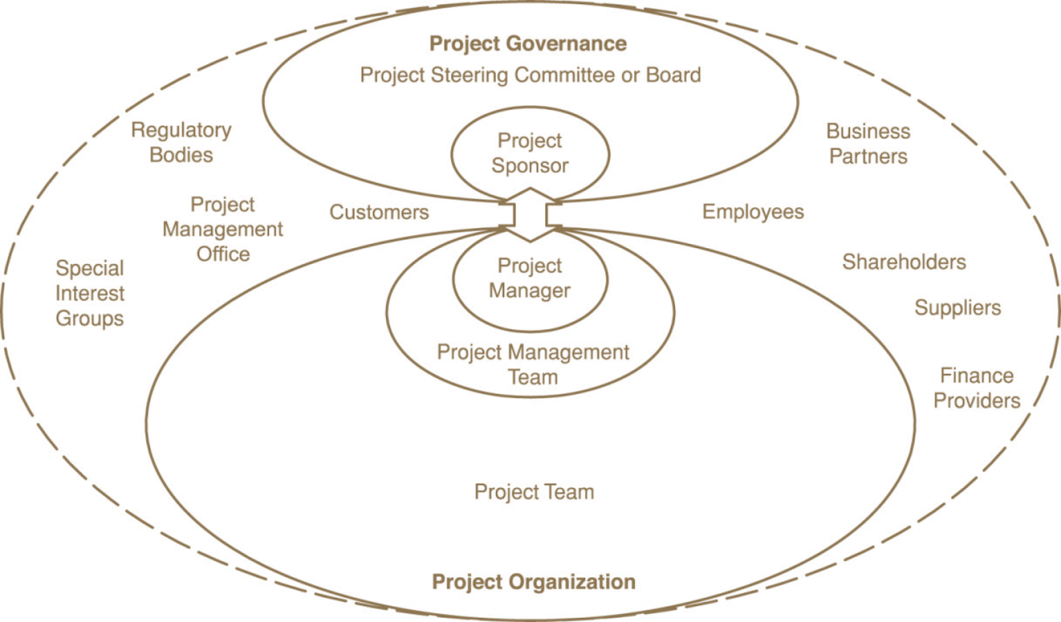 Project Governance
Project Steering Committee or Board
Project
Sponsor
Regulatory
Bodies
Business
Partners
Project
Management
Office
Customers
Employees
Special
Interest
Groups
Project
Manager
Shareholders
Suppliers
Project Management
Team
Finance
Providers
Project Team
Project Organization